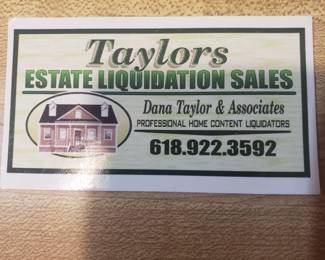 Taylors
ESTATE LIQUIDATION SALES
Dana Taylor & Associates
PROFESSIONAL HOME CONTENT LIQUIDATORS
618.922.3592